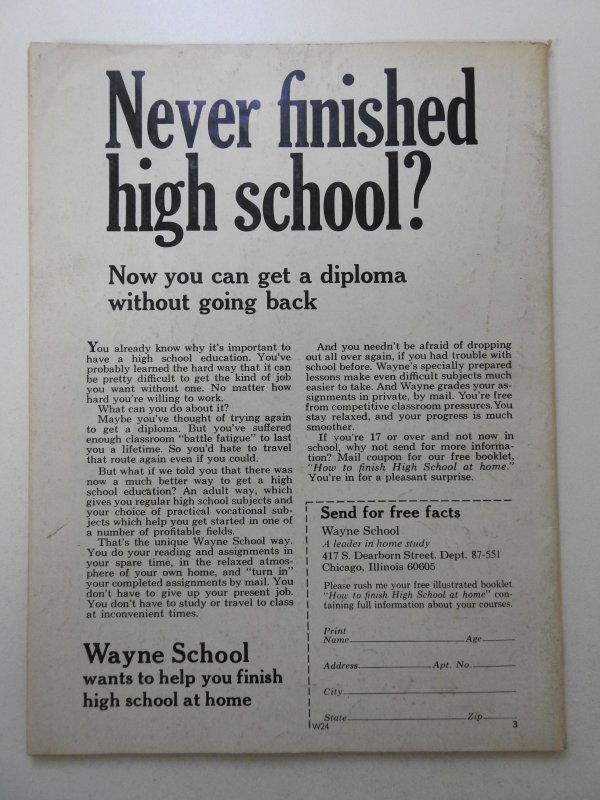 Never finished
high school?
Now you can get a diploma
without going back
You already know why it's important to
have a high school education. You've
probably learned the hard way that it can
be pretty difficult to get the kind of job
you want without one. No matter how
hard you're willing to work.
What can you do about it?
Maybe you've thought of trying again
to get a diploma. But you've suffered
enough classroom "battle fatigue" to last
you a lifetime. So you'd hate to travel
that route again even if you could.
But what if we told you that there was
now a much better way to get a high
school education? An adult way, which
gives you regular high school subjects and
your choice of practical vocational sub-
jects which help you get started in one of
a number of profitable fields.
That's the unique Wayne School way.
You do your reading and assignments in
your spare time, in the relaxed atmos-
phere of your own home, and "turn in"
your completed assignments by mail. You
don't have to give up your present job.
You don't have to study or travel to class
at inconvenient times.
Wayne School
wants to help you finish
high school at home
And you needn't be afraid of dropping
out all over again, if you had trouble with
school before. Wayne's specially prepared
lessons make even difficult subjects much
easier to take. And Wayne grades your as-
signments in private, by mail. You're free
from competitive classroom pressures. You
stay relaxed, and your progress is much
smoother.
If you're 17 or over and not now in
school, why not send for more informa-
tion? Mail coupon for our free booklet,
"How to finish High School at home."
You're in for a pleasant surprise.
Send for free facts
Wayne School
A leader in home study
417 S. Dearborn Street. Dept. 87-551
Chicago, Illinois 60605
Please rush me your free illustrated booklet
"How to finish High School at home" con-
taining full information about your courses.
Print
Name Age
Address Apt. No.
City
State Zip
W24 3